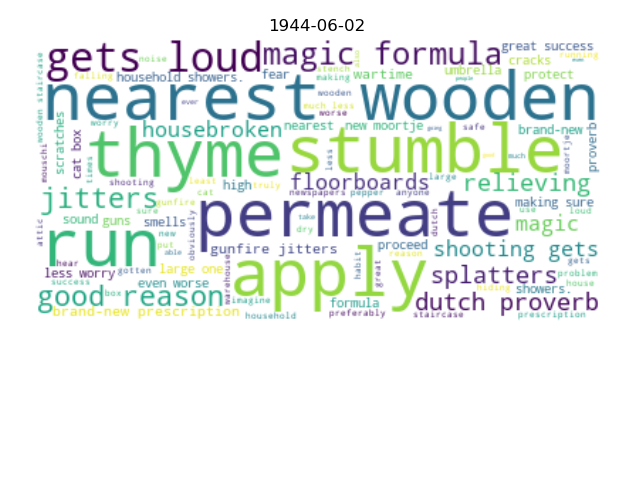 1944-06-02
gets loud
magic formula
great success
noise
stench
also
cracks
running
falling
household showers.
fear
making
wartime
umbrella
protect
wooden staircase
nearest wooden
wooden
much less
worse
ever
scratches
cat box
worry
housebroken
nearest new moortje
safe
going
brand-new
proverb
mouschi
thyme
stumble
times
less
much
moortje
shooting
least
truly
high
floorboards
large
relieving
jitters
cat
newspapers
pepper
anyone
making sure
gunfire
sure
permeate
take
dry
dutch
use
loud
magic
attic
sound
guns
smells
obviously
run
new
put
able
gunfire jitters
habit
proceed
reason
shooting gets
hear
less worry
gotten
large one
warehouse
apply
great
splatters
gets
problem
house
success
even worse
imagine
hiding
showers.
good reason
box
formula
dutch proverb
brand-new prescription
household
preferably
staircase
prescription
people